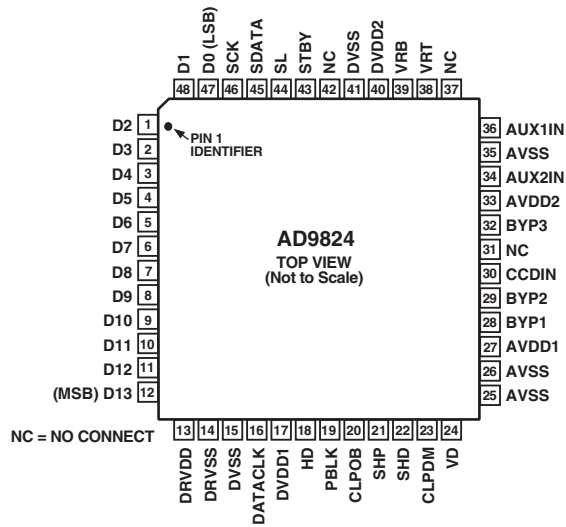 D1
D0 (LSB)
SCK
SDATA
SL
STBY
NC
DVSS
DVDD2
VRB
VRT
NC
48 47 46 45 44 43 42 41 40 39 38 37
D2 1
D3 2
D4 3
D5 4
D6 5
D7 6
D8 7
D9 8
D10 9
D11 10
D12 11
(MSB) D13 12
PIN 1
IDENTIFIER
AD9824
TOP VIEW
(Not to Scale)
36 AUX1IN
35 AVSS
34 AUX2IN
33 AVDD2
32 BYP3
31 NC
30 CCDIN
29 BYP2
28 BYP1
27 AVDD1
26 AVSS
25 AVSS
NC = NO CONNECT
13 14 15 16 17 18 19 20 21 22 23 24
DRVDD
DRVSS
DVSS
DATACLK
DVDD1
HD
PBLK
CLPOB
SHP
SHD
CLPDM
VD